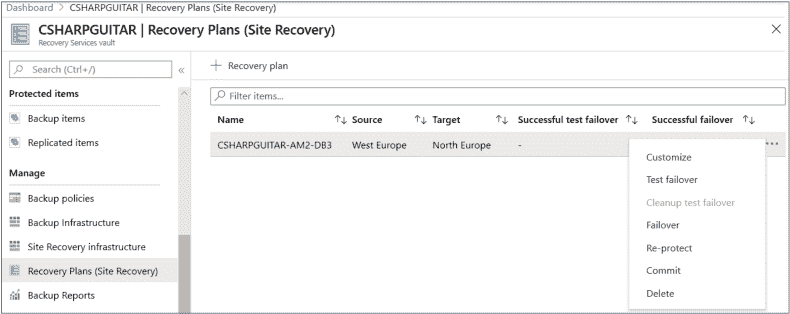 Dashboard > CSHARPGUITAR | Recovery Plans (Site Recovery)
CSHARPGUITAR | Recovery Plans (Site Recovery)
Recovery Services vault
Search (Ctrl+/)
Protected items
Backup items
Replicated items
Manage
Backup policies
Backup Infrastructure
Site Recovery infrastructure
Recovery Plans (Site Recovery)
Backup Reports
+ Recovery plan
Filter items...
Name ↑↓ Source ↑↓ Target ↑↓ Successful test failover ↑↓ Successful failover ↑↓
CSHARPGUITAR-AM2-DB3 West Europe North Europe - ...
Customize
Test failover
Cleanup test failover
Failover
Re-protect
Commit
Delete